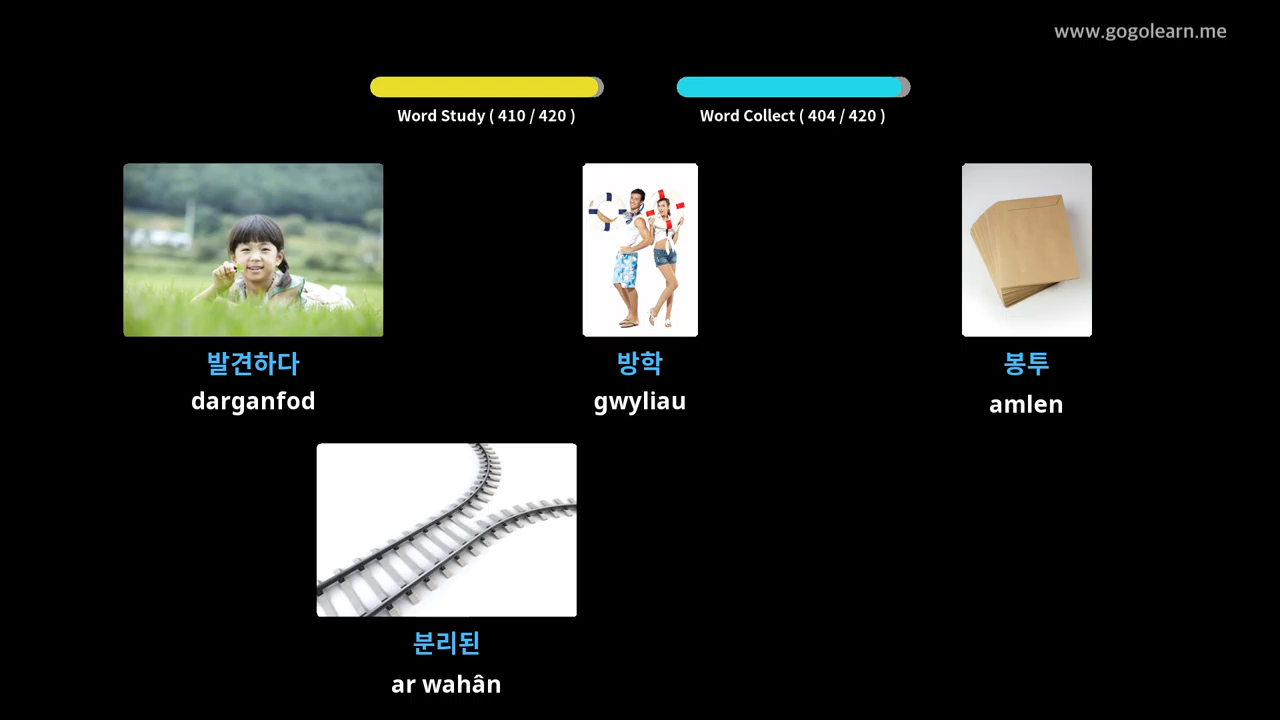 www.gogolearn.me
Word Study ( 410 / 420 )
Word Collect ( 404 / 420 )
발견하다
darganfod
방학
gwyliau
봉투
amlen
분리된
ar wahân